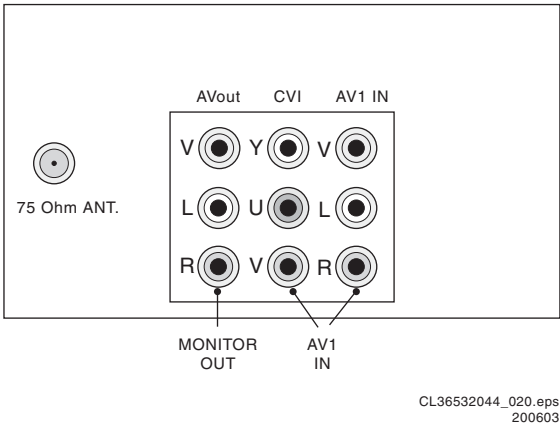 AVout CVI AV1 IN
V Y V
75 Ohm ANT.
L U L
R V R
MONITOR
OUT
AV1
IN
CL36532044_020.eps
200603